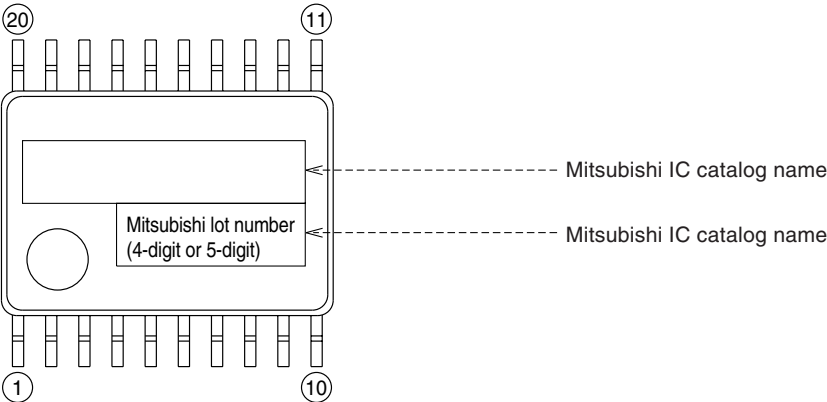 20
11
Mitsubishi IC catalog name
Mitsubishi lot number
(4-digit or 5-digit)
Mitsubishi IC catalog name
1
10